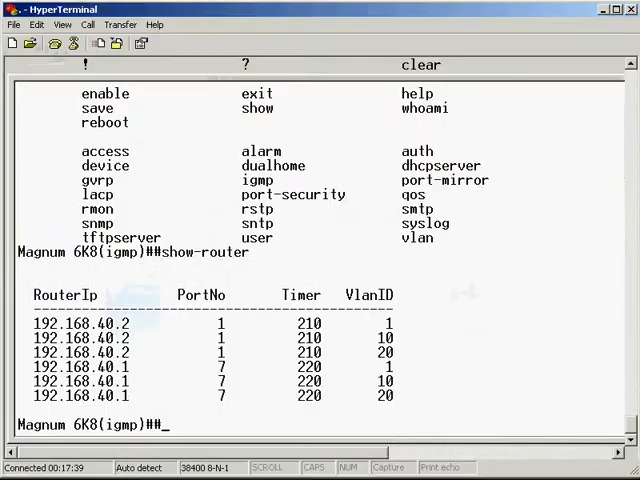 . - HyperTerminal
File Edit View Call Transfer Help
! ? clear
enable exit help
save show whoami
reboot
access alarm auth
device dualhome dhcpserver
gvrp igmp port-mirror
lacp port-security qos
rmon rstp smtp
snmp sntp syslog
tftpserver user vlan
Magnum 6K8(igmp)##show-router
RouterIp PortNo Timer VlanID
---------------------------------------------
192.168.40.2 1 210 1
192.168.40.2 1 210 10
192.168.40.2 1 210 20
192.168.40.1 7 220 1
192.168.40.1 7 220 10
192.168.40.1 7 220 20
Magnum 6K8(igmp)##_
Connected 00:17:39 Auto detect 38400 8-N-1 SCROLL CAPS NUM Capture Print echo